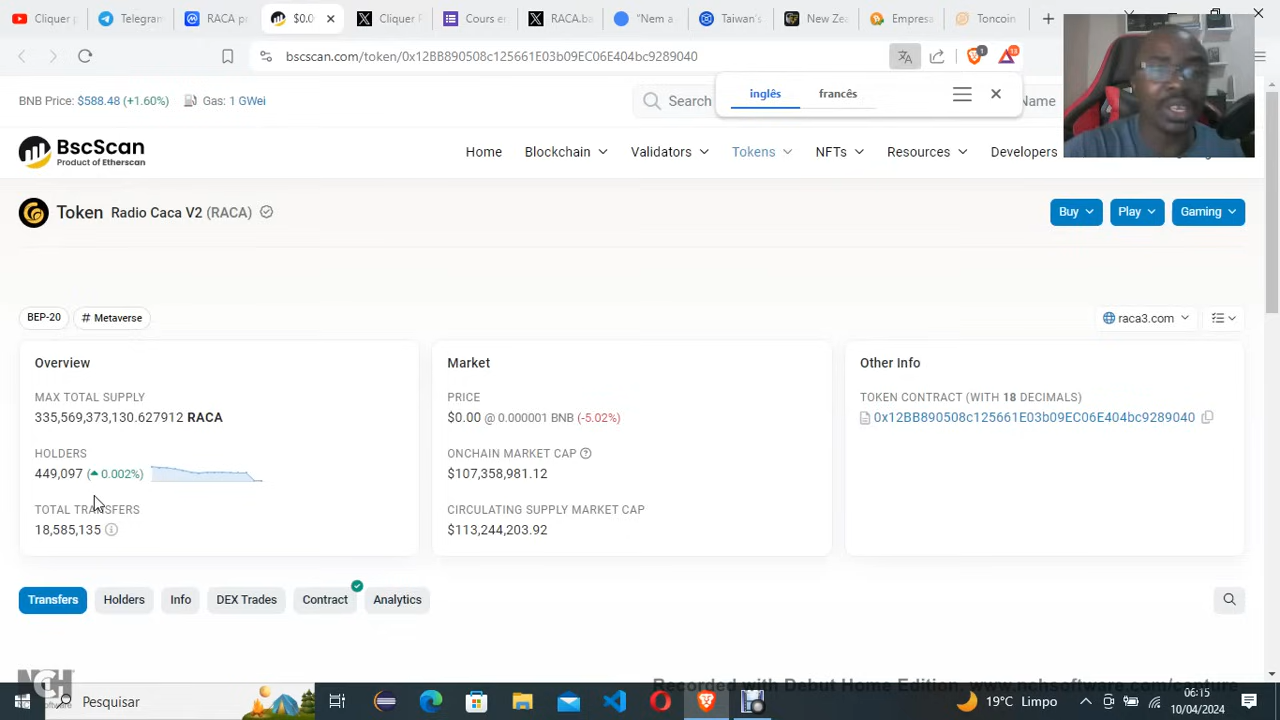 Cliquer p
Telegram
RACA pr
$0.0
Cliquer F
Cours er
RACA.ba
"Nem a
Taiwan's
New Zea
Empresa
Toncoin
bscscan.com/token/0x12BB890508c125661E03b09EC06E404bc9289040
inglês francês
BNB Price: $588.48 (+1.60%) Gas: 1 GWei
Search
Name
BscScan
Product of Etherscan
Home Blockchain Validators Tokens NFTs Resources Developers
Token Radio Caca V2 (RACA)
Buy Play Gaming
BEP-20 # Metaverse
raca3.com
Overview
MAX TOTAL SUPPLY
335,569,373,130.627912 RACA
HOLDERS
449,097 (0.002%)
TOTAL TRANSFERS
18,585,135
Market
PRICE
$0.00 @ 0.000001 BNB (-5.02%)
ONCHAIN MARKET CAP
$107,358,981.12
CIRCULATING SUPPLY MARKET CAP
$113,244,203.92
Other Info
TOKEN CONTRACT (WITH 18 DECIMALS)
0x12BB890508c125661E03b09EC06E404bc9289040
Transfers Holders Info DEX Trades Contract Analytics
NCH
Recorded with Debut Home Edition. www.nchsoftware.com/capture
Pesquisar
19°C Limpo
06:15
10/04/2024